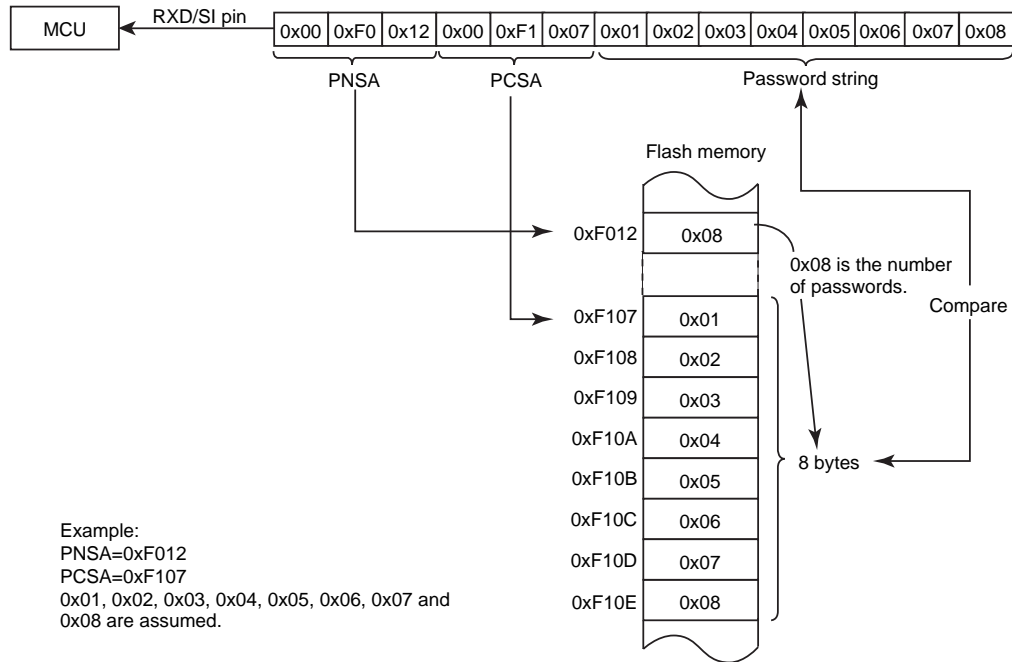 MCU
RXD/SI pin
0x00 0xF0 0x12 0x00 0xF1 0x07 0x01 0x02 0x03 0x04 0x05 0x06 0x07 0x08
PNSA PCSA Password string
Flash memory
0xF012 0x08
0x08 is the number
of passwords.
Compare
0xF107 0x01
0xF108 0x02
0xF109 0x03
0xF10A 0x04
8 bytes
0xF10B 0x05
0xF10C 0x06
0xF10D 0x07
0xF10E 0x08
Example:
PNSA=0xF012
PCSA=0xF107
0x01, 0x02, 0x03, 0x04, 0x05, 0x06, 0x07 and
0x08 are assumed.